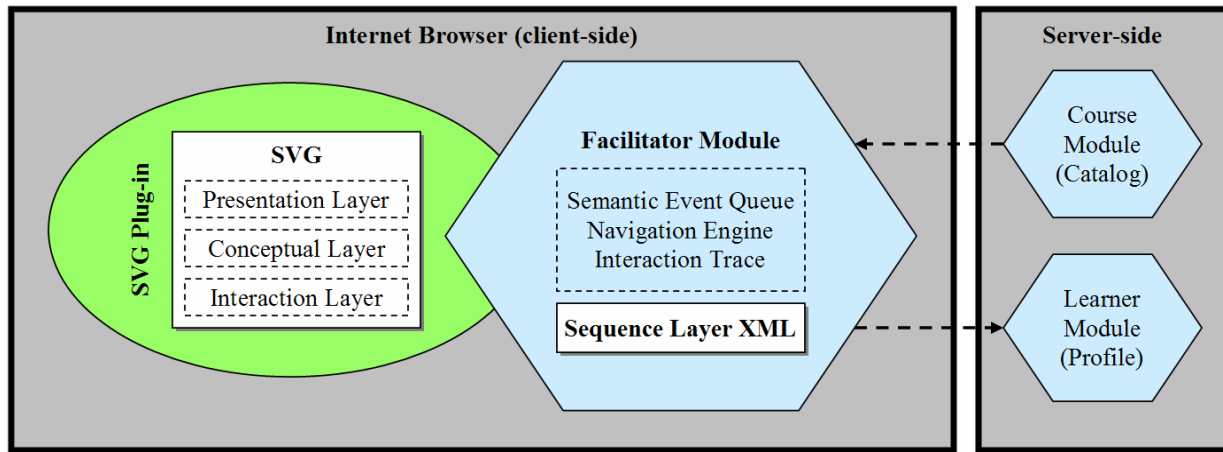 Internet Browser (client-side)
SVG Plug-in
SVG
Presentation Layer
Conceptual Layer
Interaction Layer
Facilitator Module
Semantic Event Queue
Navigation Engine
Interaction Trace
Sequence Layer XML
Server-side
Course
Module
(Catalog)
Learner
Module
(Profile)